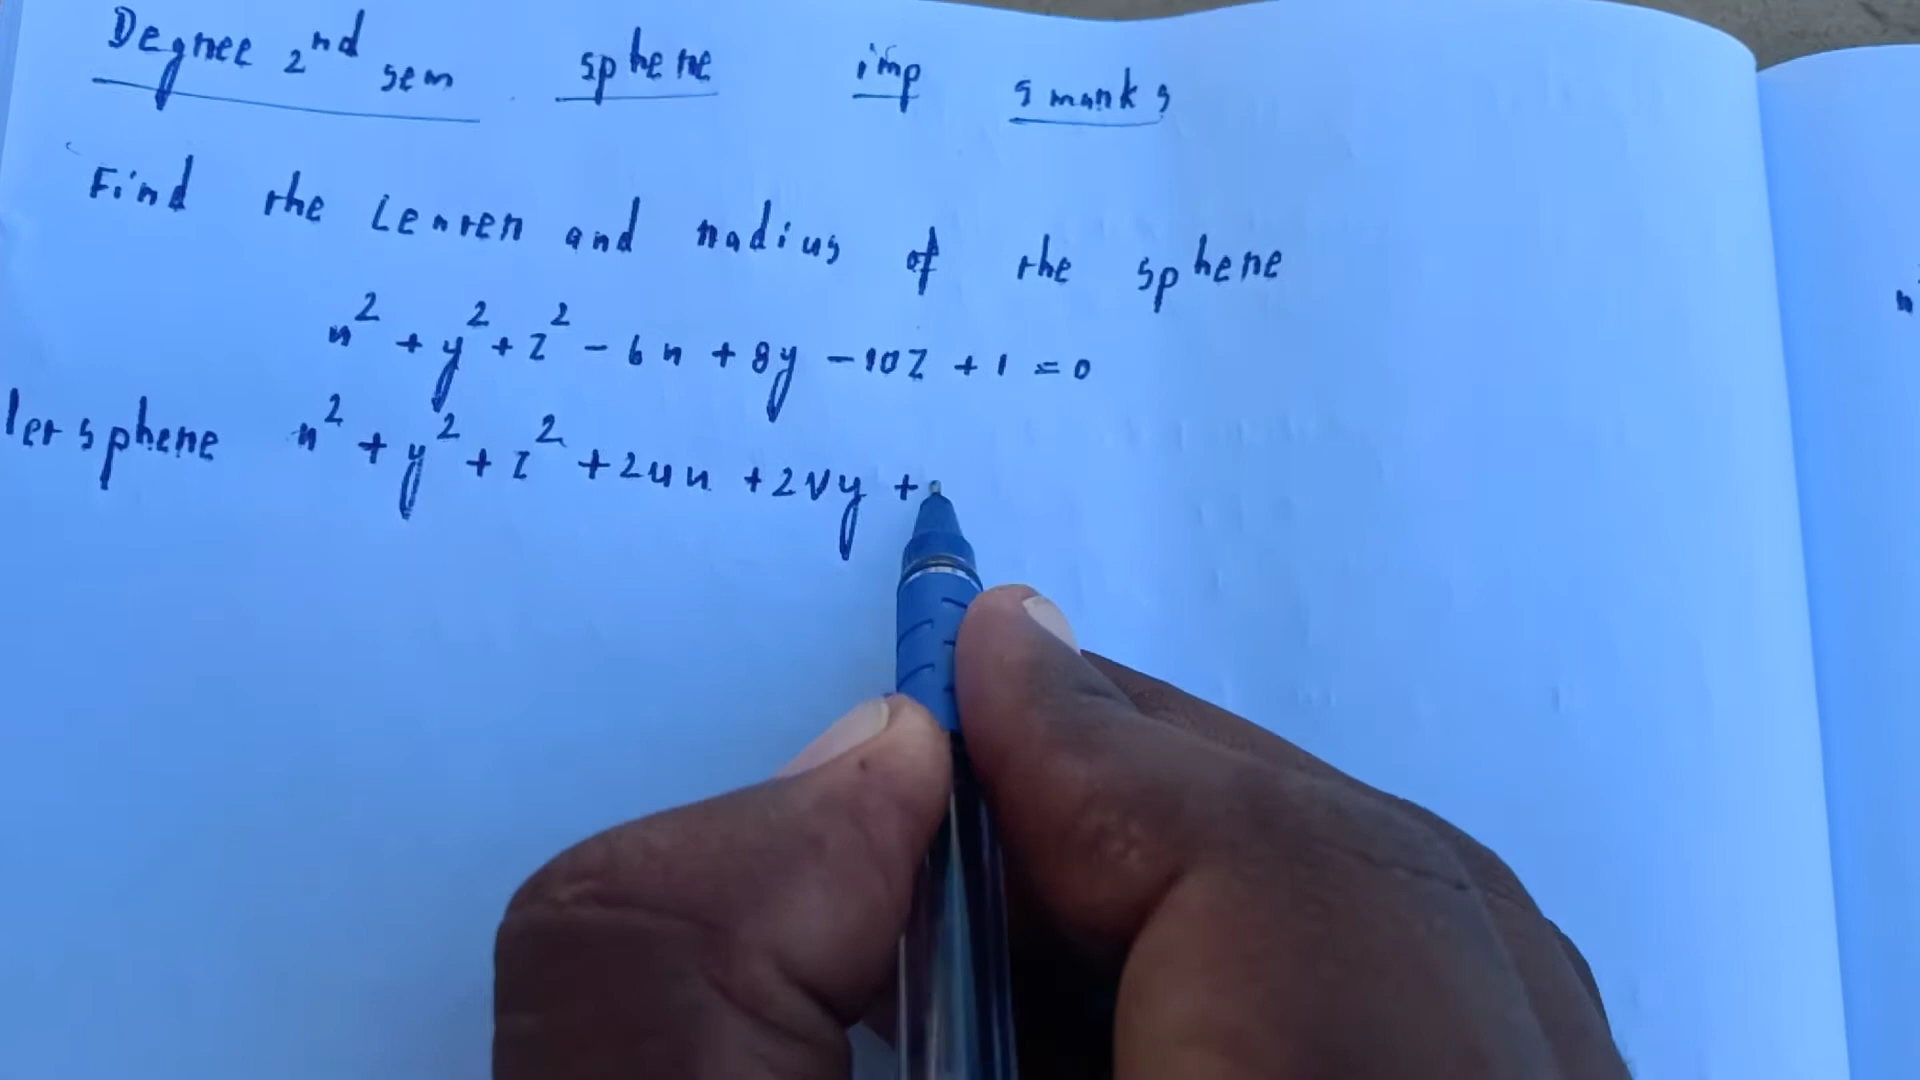 Degree 2nd sem sphere imp 5 marks
Find the center and radius of the sphere
x² + y² + z² - 6x + 8y - 10z + 1 = 0
let sphere x² + y² + z² + 2ux + 2vy +